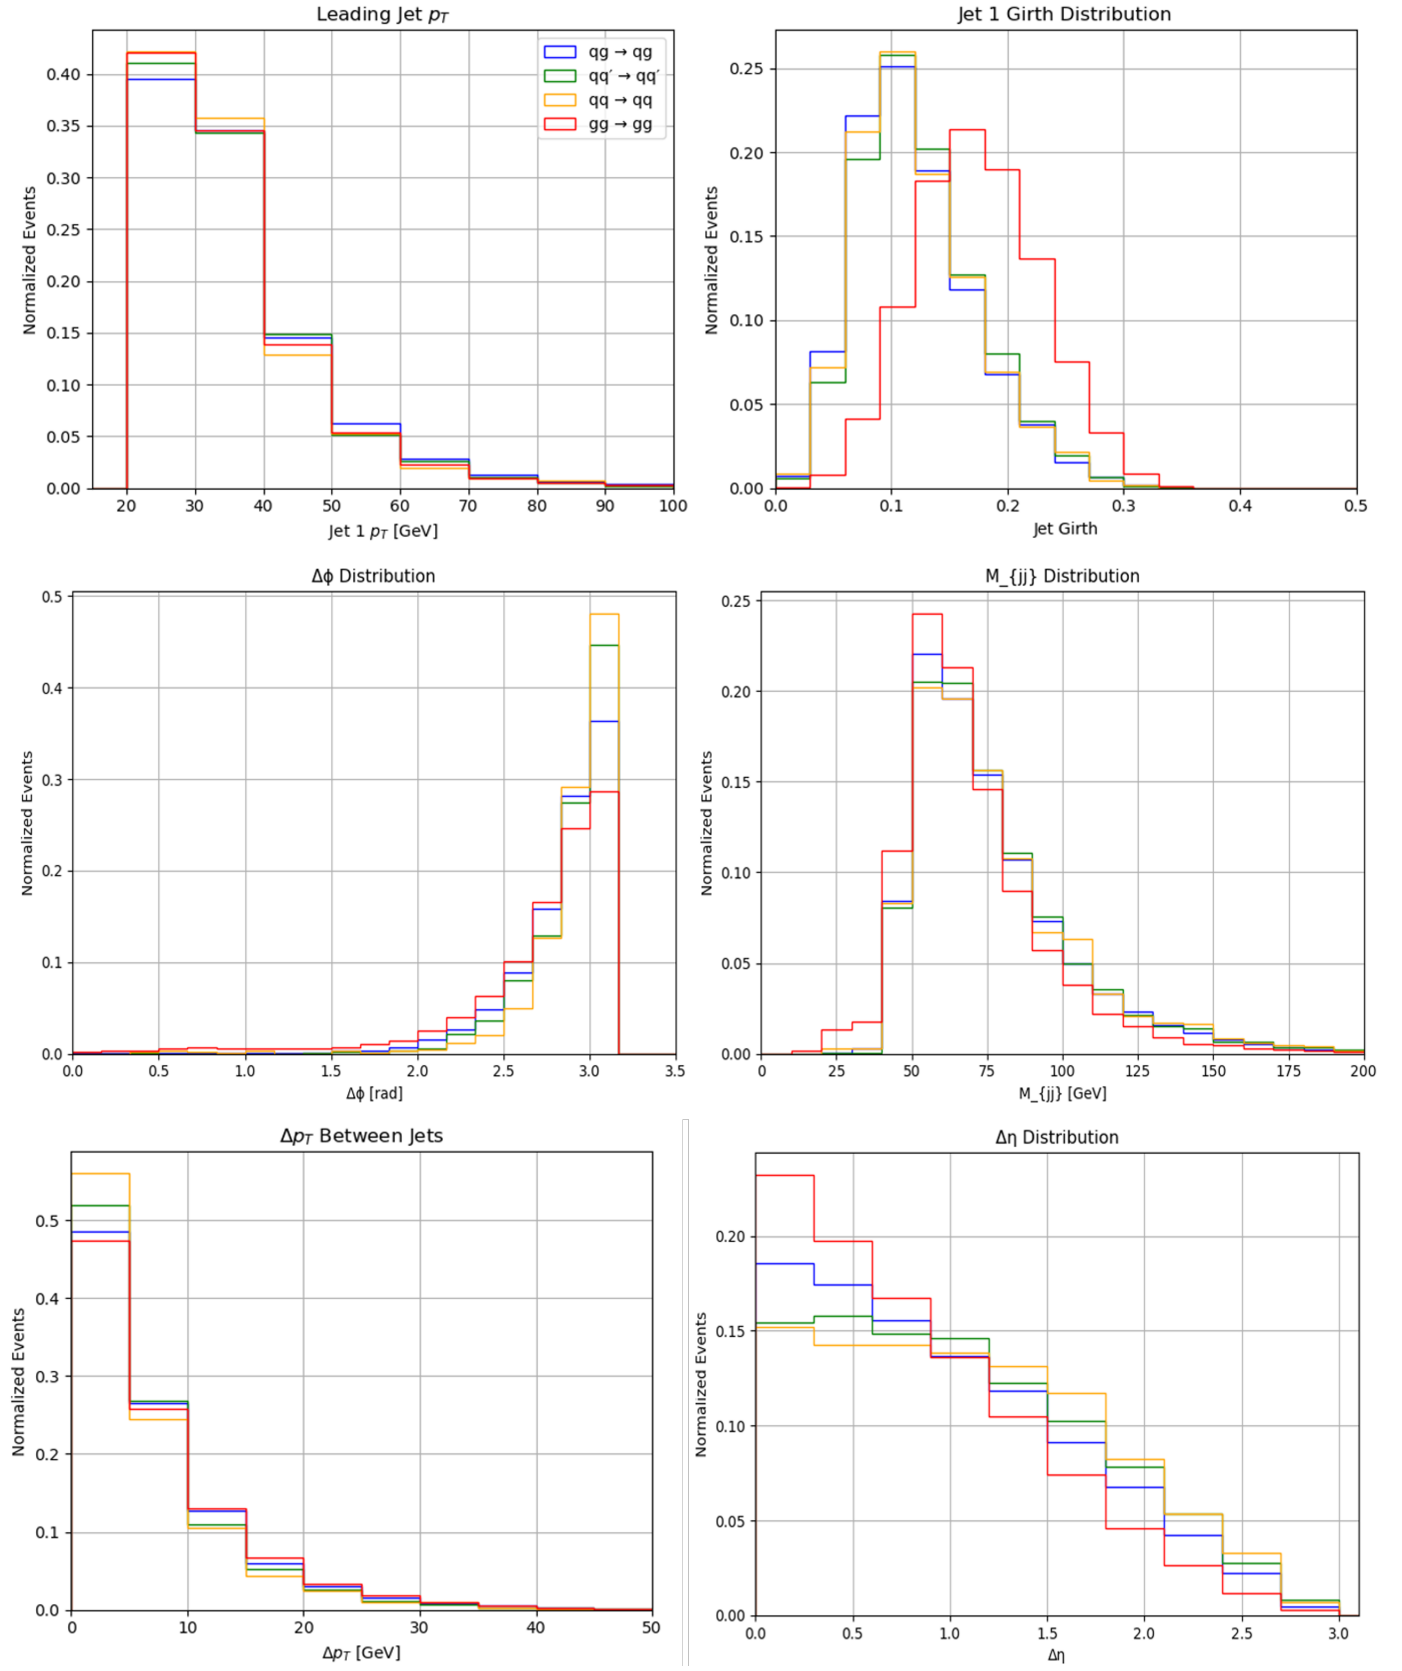 Leading Jet pT
Normalized Events
0.40
0.35
0.30
0.25
0.20
0.15
0.10
0.05
0.00
20 30 40 50 60 70 80 90 100
Jet 1 pT [GeV]
qg → qg
qq′ → qq′
qq → qq
gg → gg
Jet 1 Girth Distribution
Normalized Events
0.25
0.20
0.15
0.10
0.05
0.00
0.0 0.1 0.2 0.3 0.4 0.5
Jet Girth
Δϕ Distribution
Normalized Events
0.5
0.4
0.3
0.2
0.1
0.0
0.0 0.5 1.0 1.5 2.0 2.5 3.0 3.5
Δϕ [rad]
M_{jj} Distribution
Normalized Events
0.25
0.20
0.15
0.10
0.05
0.00
0 25 50 75 100 125 150 175 200
M_{jj} [GeV]
ΔpT Between Jets
Normalized Events
0.5
0.4
0.3
0.2
0.1
0.0
0 10 20 30 40 50
ΔpT [GeV]
Δη Distribution
Normalized Events
0.20
0.15
0.10
0.05
0.00
0.0 0.5 1.0 1.5 2.0 2.5 3.0
Δη